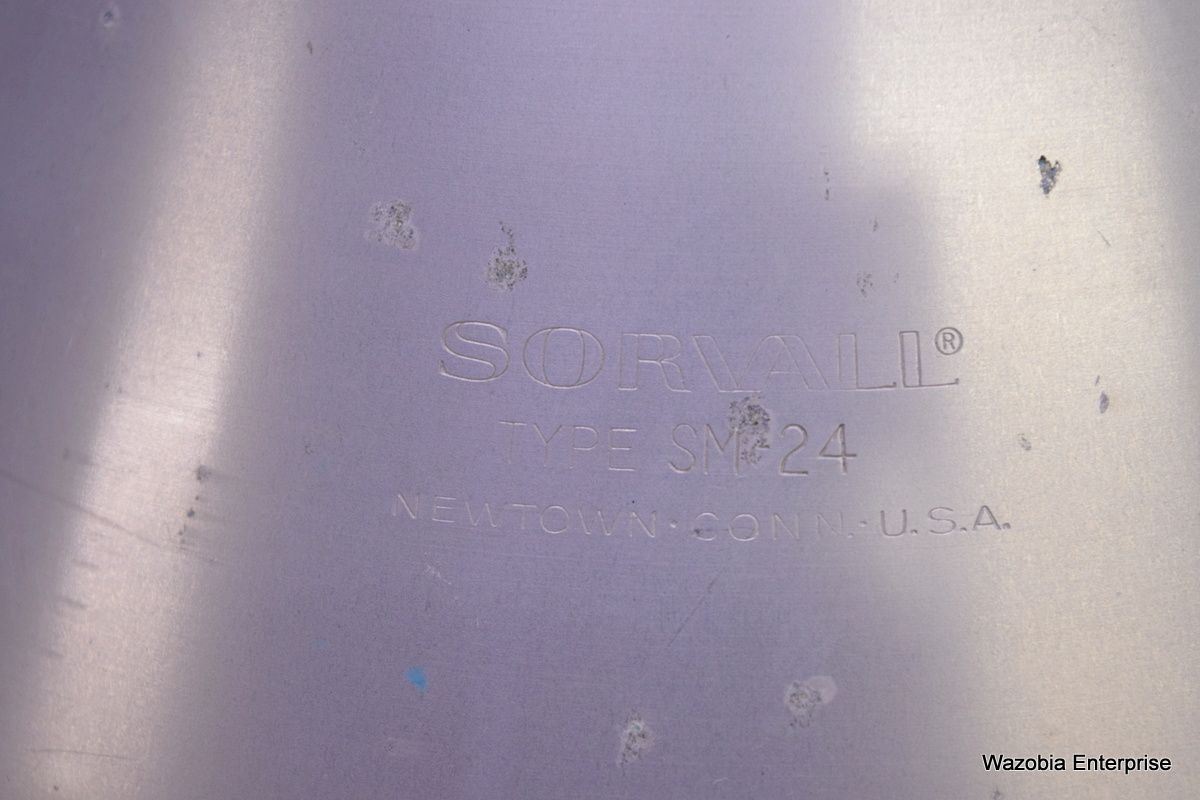 SORVALL®
TYPE SM-24
NEWTOWN · CONN. · U.S.A.
Wazobia Enterprise